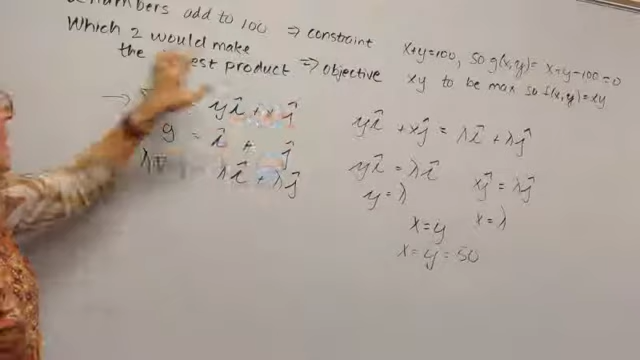 numbers add to 100 ⇒ constraint
x+y=100, so g(x,y)= x+y-100=0
Which 2 would make
the est product ⇒ objective
xy to be max so f(x,y)=xy
→ yî + xĵ
g = î + ĵ
λ λî + λĵ
yî + xĵ = λî + λĵ
yî = λî xĵ = λĵ
y = λ x = λ
x = y
x = y = 50